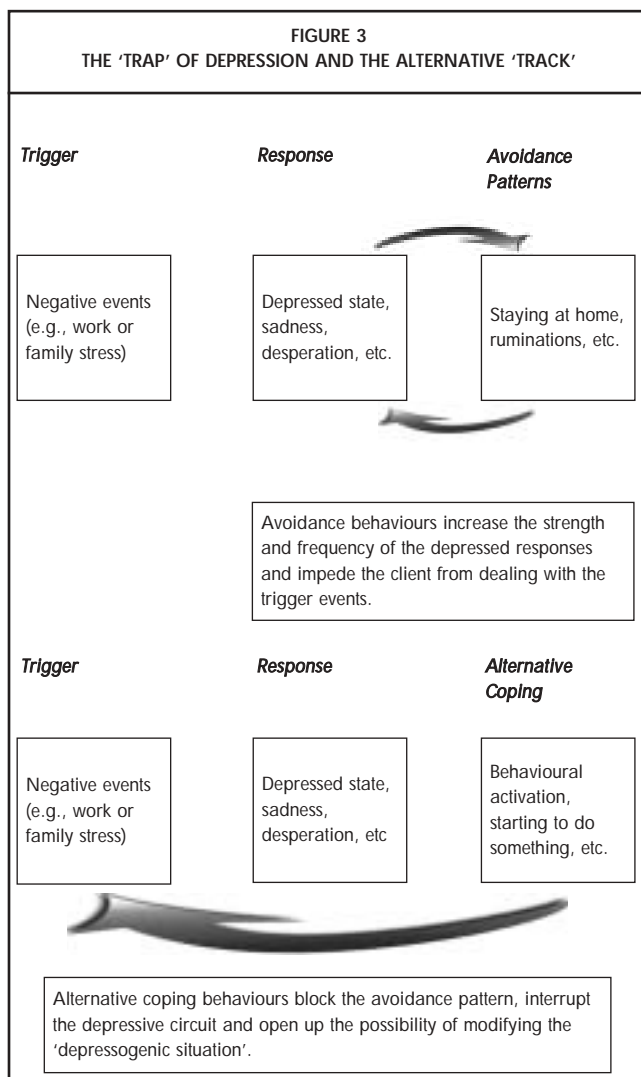 FIGURE 3
THE ‘TRAP’ OF DEPRESSION AND THE ALTERNATIVE ‘TRACK’
Trigger
Response
Avoidance
Patterns
Negative events
(e.g., work or
family stress)
Depressed state,
sadness,
desperation, etc.
Staying at home,
ruminations, etc.
Avoidance behaviours increase the strength
and frequency of the depressed responses
and impede the client from dealing with the
trigger events.
Trigger
Response
Alternative
Coping
Negative events
(e.g., work or
family stress)
Depressed state,
sadness,
desperation, etc
Behavioural
activation,
starting to do
something, etc.
Alternative coping behaviours block the avoidance pattern, interrupt
the depressive circuit and open up the possibility of modifying the
‘depressogenic situation’.